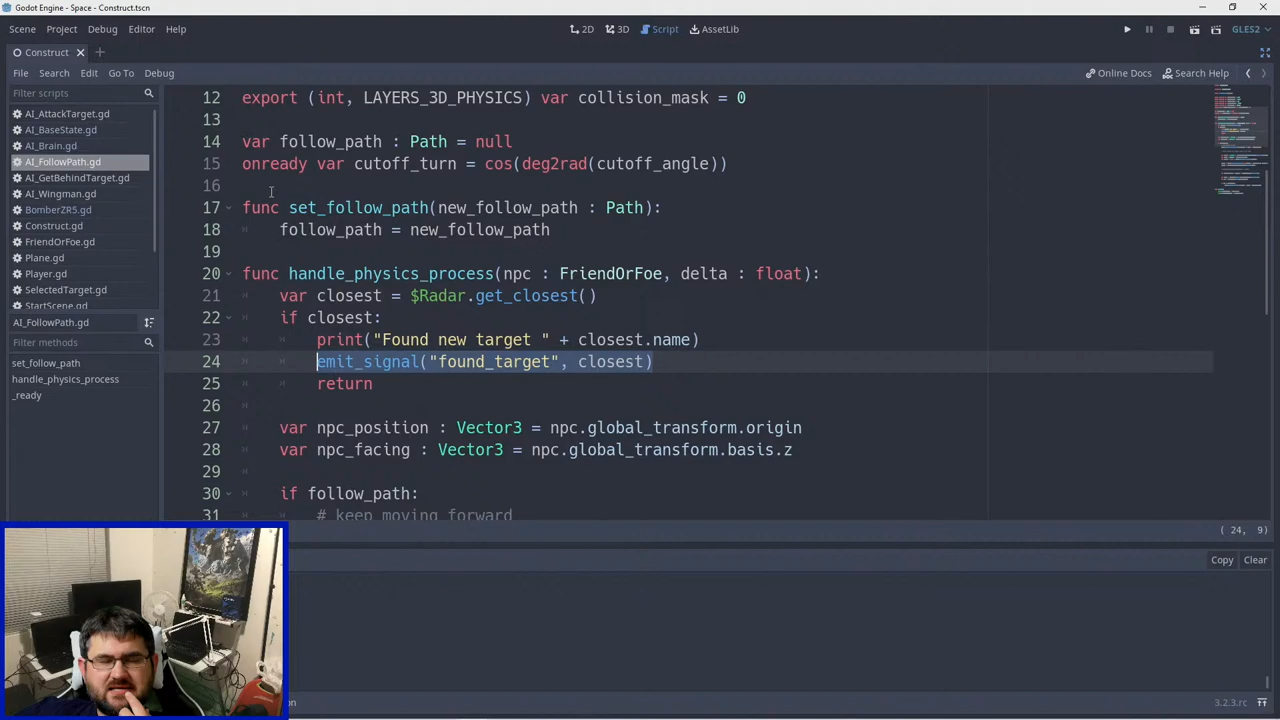 Godot Engine - Space - Construct.tscn
Scene Project Debug Editor Help 2D 3D Script AssetLib GLES2
Construct
File Search Edit Go To Debug Online Docs Search Help
Filter scripts
AI_AttackTarget.gd
AI_BaseState.gd
AI_Brain.gd
AI_FollowPath.gd
AI_GetBehindTarget.gd
AI_Wingman.gd
BomberZR5.gd
Construct.gd
FriendOrFoe.gd
Plane.gd
Player.gd
SelectedTarget.gd
StartScene.gd
AI_FollowPath.gd
Filter methods
set_follow_path
handle_physics_process
_ready
12 export (int, LAYERS_3D_PHYSICS) var collision_mask = 0
13
14 var follow_path : Path = null
15 onready var cutoff_turn = cos(deg2rad(cutoff_angle))
16
17 func set_follow_path(new_follow_path : Path):
18 follow_path = new_follow_path
19
20 func handle_physics_process(npc : FriendOrFoe, delta : float):
21 var closest = $Radar.get_closest()
22 if closest:
23 print("Found new target " + closest.name)
24 emit_signal("found_target", closest)
25 return
26
27 var npc_position : Vector3 = npc.global_transform.origin
28 var npc_facing : Vector3 = npc.global_transform.basis.z
29
30 if follow_path:
31 # keep moving forward
( 24, 9)
Copy Clear
3.2.3.rc